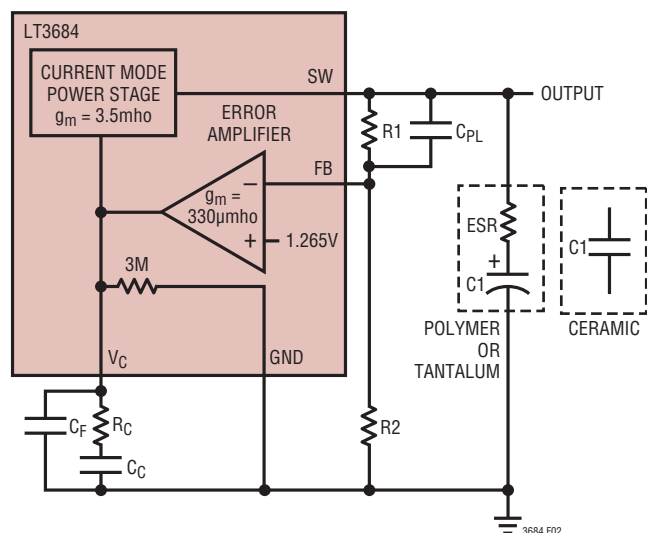 LT3684
CURRENT MODE
POWER STAGE
gm = 3.5mho
SW
OUTPUT
ERROR
AMPLIFIER
R1
CPL
FB
–
gm =
330µmho
+
1.265V
ESR
+
C1
C1
3M
POLYMER
OR
TANTALUM
CERAMIC
VC
GND
CF
RC
R2
CC
3684 F02